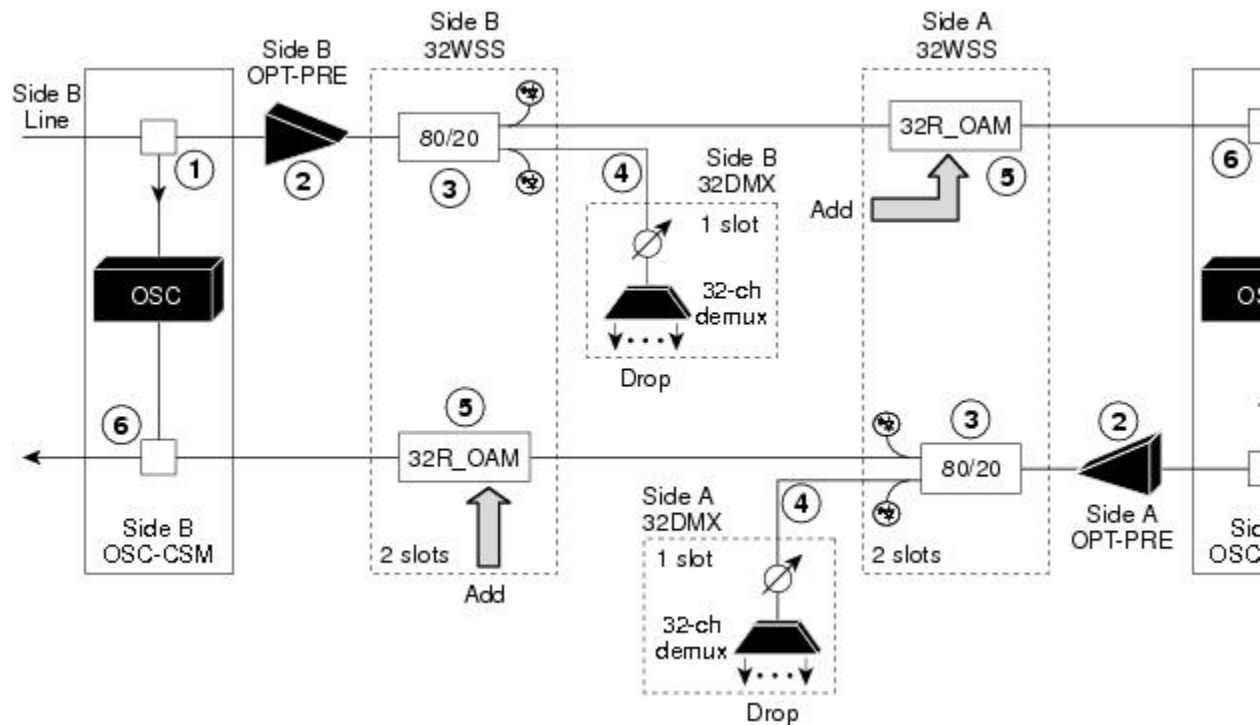 Side B
32WSS
Side A
32WSS
Side B
OPT-PRE
Side B
Line
80/20
32R_OAM
1
2
3
4
Side B
32DMX
5
6
Add
1 slot
OSC
32-ch
demux
Drop
5
3
2
6
32R_OAM
80/20
4
Side A
32DMX
Side A
OPT-PRE
Side B
OSC-CSM
2 slots
1 slot
2 slots
Add
32-ch
demux
Drop